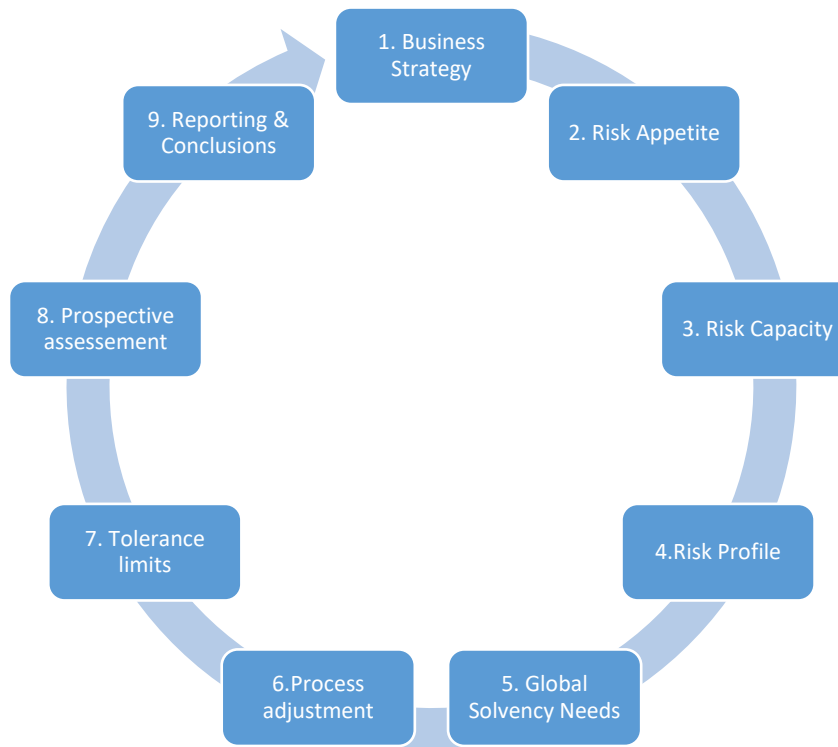 1. Business
Strategy
2. Risk Appetite
3. Risk Capacity
4.Risk Profile
5. Global
Solvency Needs
6.Process
adjustment
7. Tolerance
limits
8. Prospective
assessement
9. Reporting &
Conclusions